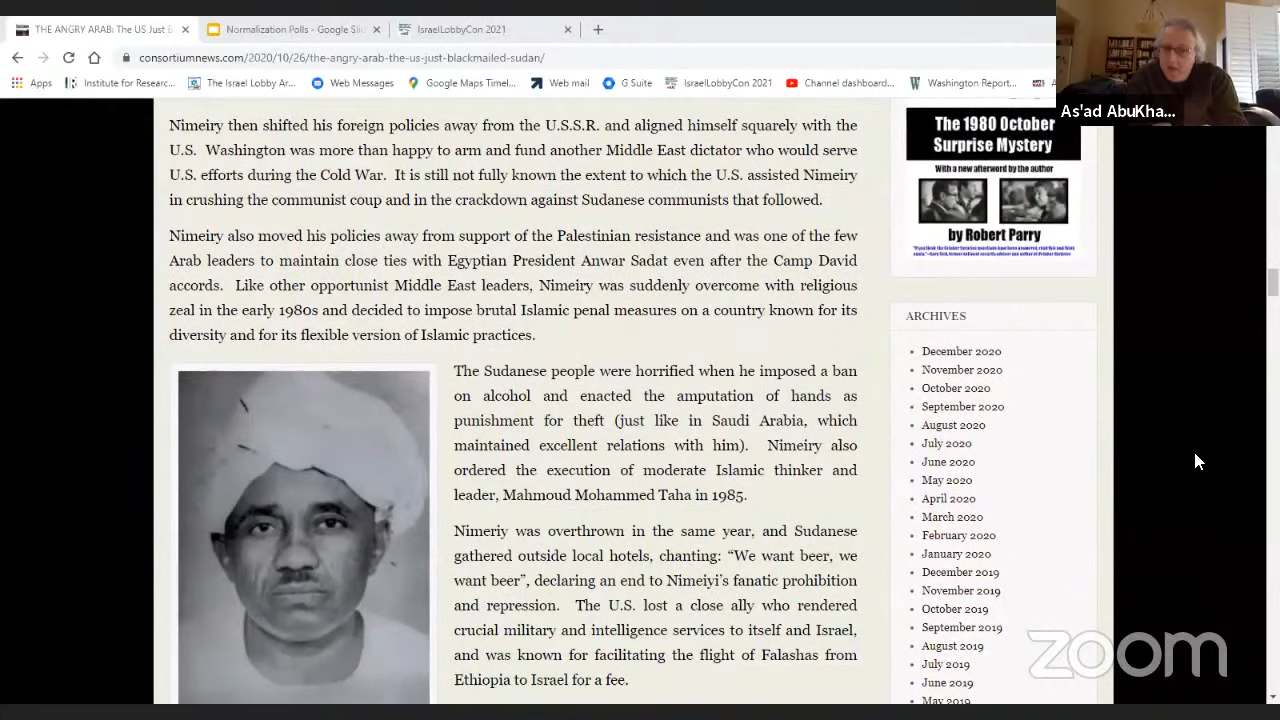 THE ANGRY ARAB: The US Just B
Normalization Polls - Google Slid
IsraelLobbyCon 2021
consortiumnews.com/2020/10/26/the-angry-arab-the-us-just-blackmailed-sudan/
Apps
Institute for Researc...
The Israel Lobby Ar...
Web Messages
Google Maps Timel...
Web mail
G Suite
IsraelLobbyCon 2021
Channel dashboard...
Washington Report...
As'ad AbuKha...
Nimeiry then shifted his foreign policies away from the U.S.S.R. and aligned himself squarely with the
U.S. Washington was more than happy to arm and fund another Middle East dictator who would serve
U.S. efforts during the Cold War. It is still not fully known the extent to which the U.S. assisted Nimeiry
in crushing the communist coup and in the crackdown against Sudanese communists that followed.
Nimeiry also moved his policies away from support of the Palestinian resistance and was one of the few
Arab leaders to maintain close ties with Egyptian President Anwar Sadat even after the Camp David
accords. Like other opportunist Middle East leaders, Nimeiry was suddenly overcome with religious
zeal in the early 1980s and decided to impose brutal Islamic penal measures on a country known for its
diversity and for its flexible version of Islamic practices.
The Sudanese people were horrified when he imposed a ban
on alcohol and enacted the amputation of hands as
punishment for theft (just like in Saudi Arabia, which
maintained excellent relations with him). Nimeiry also
ordered the execution of moderate Islamic thinker and
leader, Mahmoud Mohammed Taha in 1985.
Nimeriy was overthrown in the same year, and Sudanese
gathered outside local hotels, chanting: “We want beer, we
want beer”, declaring an end to Nimeiyi’s fanatic prohibition
and repression. The U.S. lost a close ally who rendered
crucial military and intelligence services to itself and Israel,
and was known for facilitating the flight of Falashas from
Ethiopia to Israel for a fee.
The 1980 October
Surprise Mystery
With a new afterword by the author
by Robert Parry
ARCHIVES
December 2020
November 2020
October 2020
September 2020
August 2020
July 2020
June 2020
May 2020
April 2020
March 2020
February 2020
January 2020
December 2019
November 2019
October 2019
September 2019
August 2019
July 2019
June 2019
May 2019
zoom